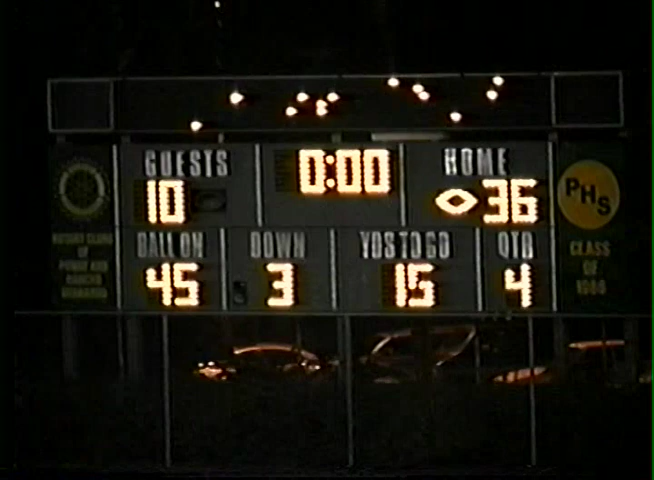 GUESTS
0:00
HOME
10
36
PHS
BALL ON
DOWN
YDS TO GO
QTR
45
3
15
4
CLASS
OF